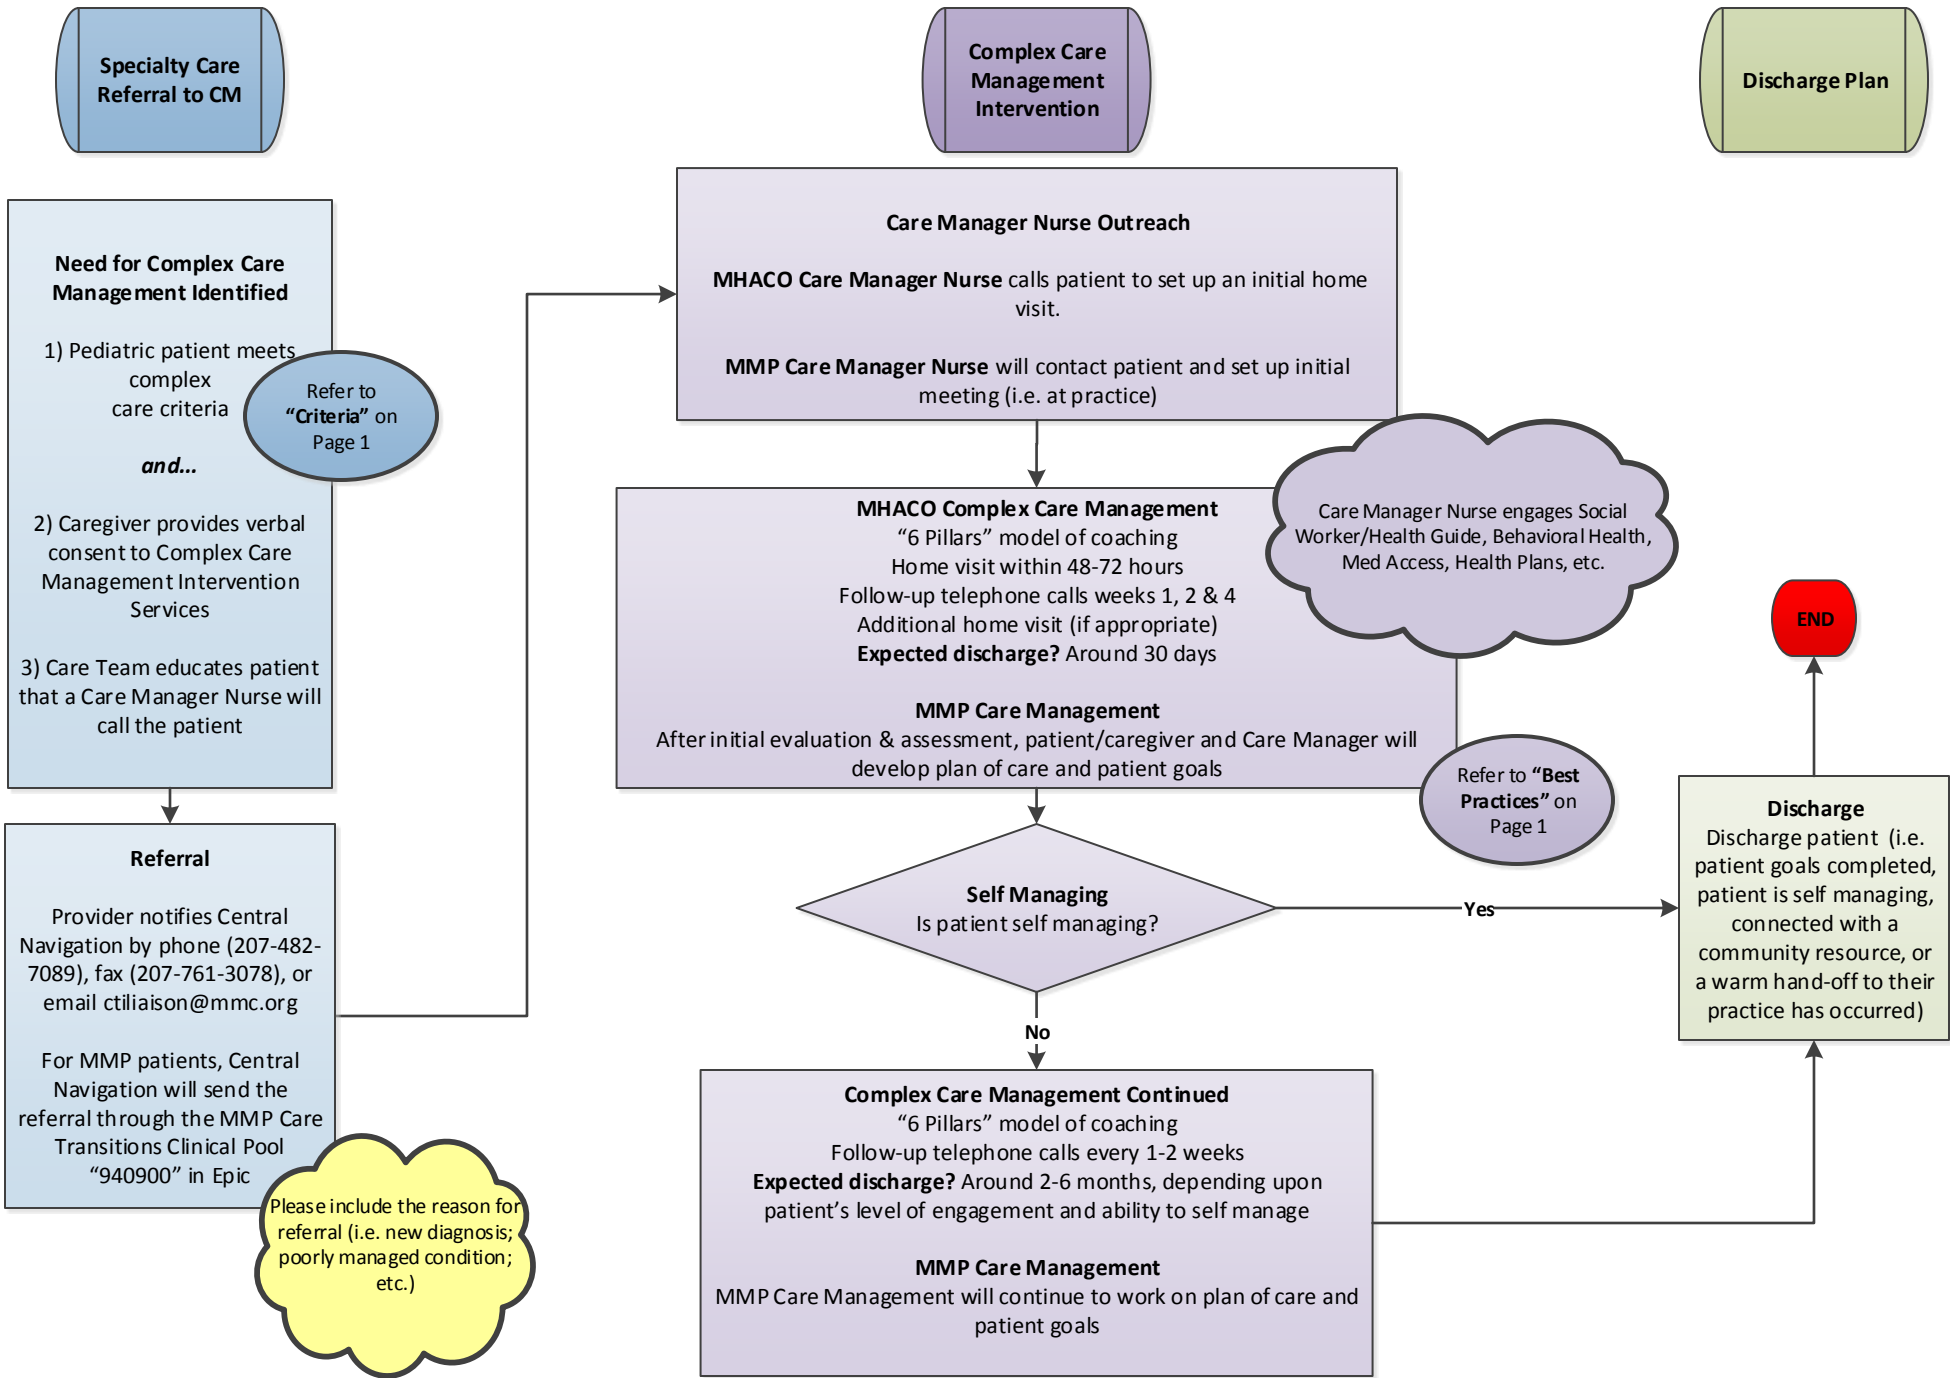 Specialty Care
Referral to CM
Complex Care
Management
Intervention
Discharge Plan
Need for Complex Care
Management Identified
1) Pediatric patient meets
complex
care criteria
and...
2) Caregiver provides verbal
consent to Complex Care
Management Intervention
Services
3) Care Team educates patient
that a Care Manager Nurse will
call the patient
Refer to
“Criteria” on
Page 1
Referral
Provider notifies Central
Navigation by phone (207-482-
7089), fax (207-761-3078), or
email ctiliaison@mmc.org
For MMP patients, Central
Navigation will send the
referral through the MMP Care
Transitions Clinical Pool
“940900” in Epic
Please include the reason for
referral (i.e. new diagnosis;
poorly managed condition;
etc.)
Care Manager Nurse Outreach
MHACO Care Manager Nurse calls patient to set up an initial home
visit.
MMP Care Manager Nurse will contact patient and set up initial
meeting (i.e. at practice)
MHACO Complex Care Management
“6 Pillars” model of coaching
Home visit within 48-72 hours
Follow-up telephone calls weeks 1, 2 & 4
Additional home visit (if appropriate)
Expected discharge? Around 30 days
MMP Care Management
After initial evaluation & assessment, patient/caregiver and Care Manager will
develop plan of care and patient goals
Care Manager Nurse engages Social
Worker/Health Guide, Behavioral Health,
Med Access, Health Plans, etc.
Refer to “Best
Practices” on
Page 1
Self Managing
Is patient self managing?
Yes
No
Complex Care Management Continued
“6 Pillars” model of coaching
Follow-up telephone calls every 1-2 weeks
Expected discharge? Around 2-6 months, depending upon
patient’s level of engagement and ability to self manage
MMP Care Management
MMP Care Management will continue to work on plan of care and
patient goals
END
Discharge
Discharge patient (i.e.
patient goals completed,
patient is self managing,
connected with a
community resource, or
a warm hand-off to their
practice has occurred)